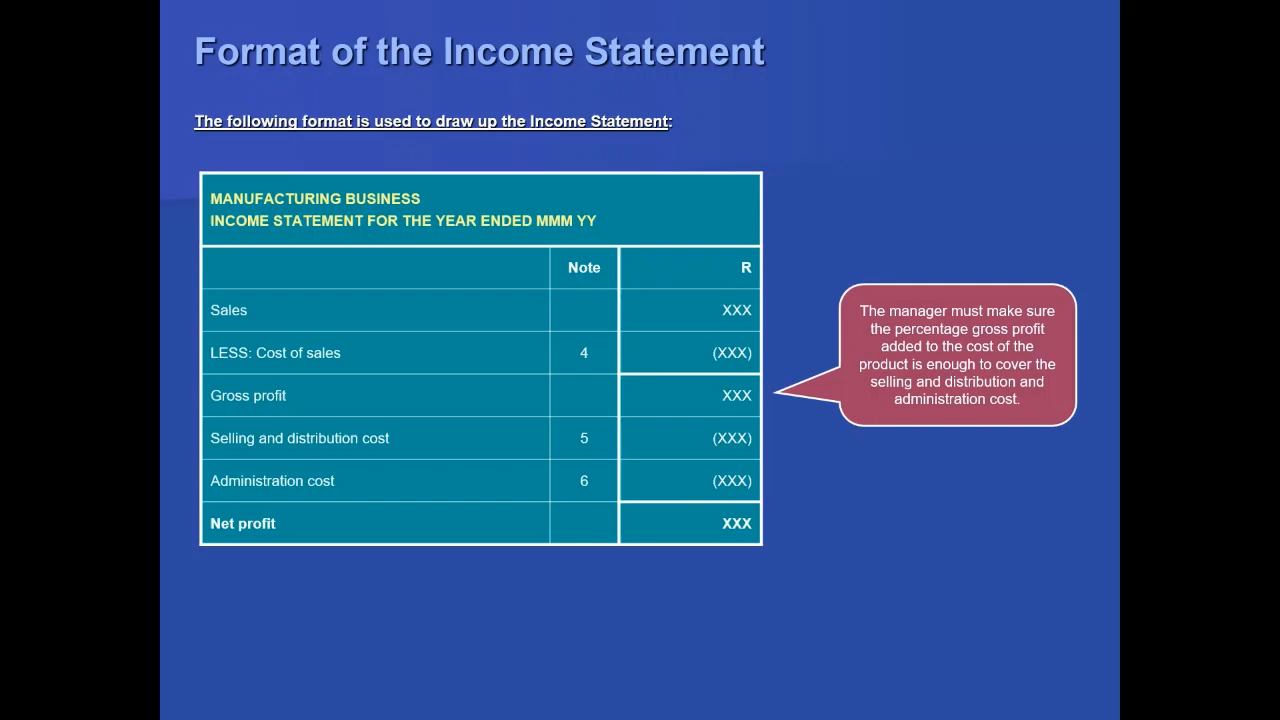 Format of the Income Statement
The following format is used to draw up the Income Statement:
MANUFACTURING BUSINESS
INCOME STATEMENT FOR THE YEAR ENDED MMM YY
Note R
Sales XXX
LESS: Cost of sales 4 (XXX)
Gross profit XXX
Selling and distribution cost 5 (XXX)
Administration cost 6 (XXX)
Net profit XXX
The manager must make sure
the percentage gross profit
added to the cost of the
product is enough to cover the
selling and distribution and
administration cost.